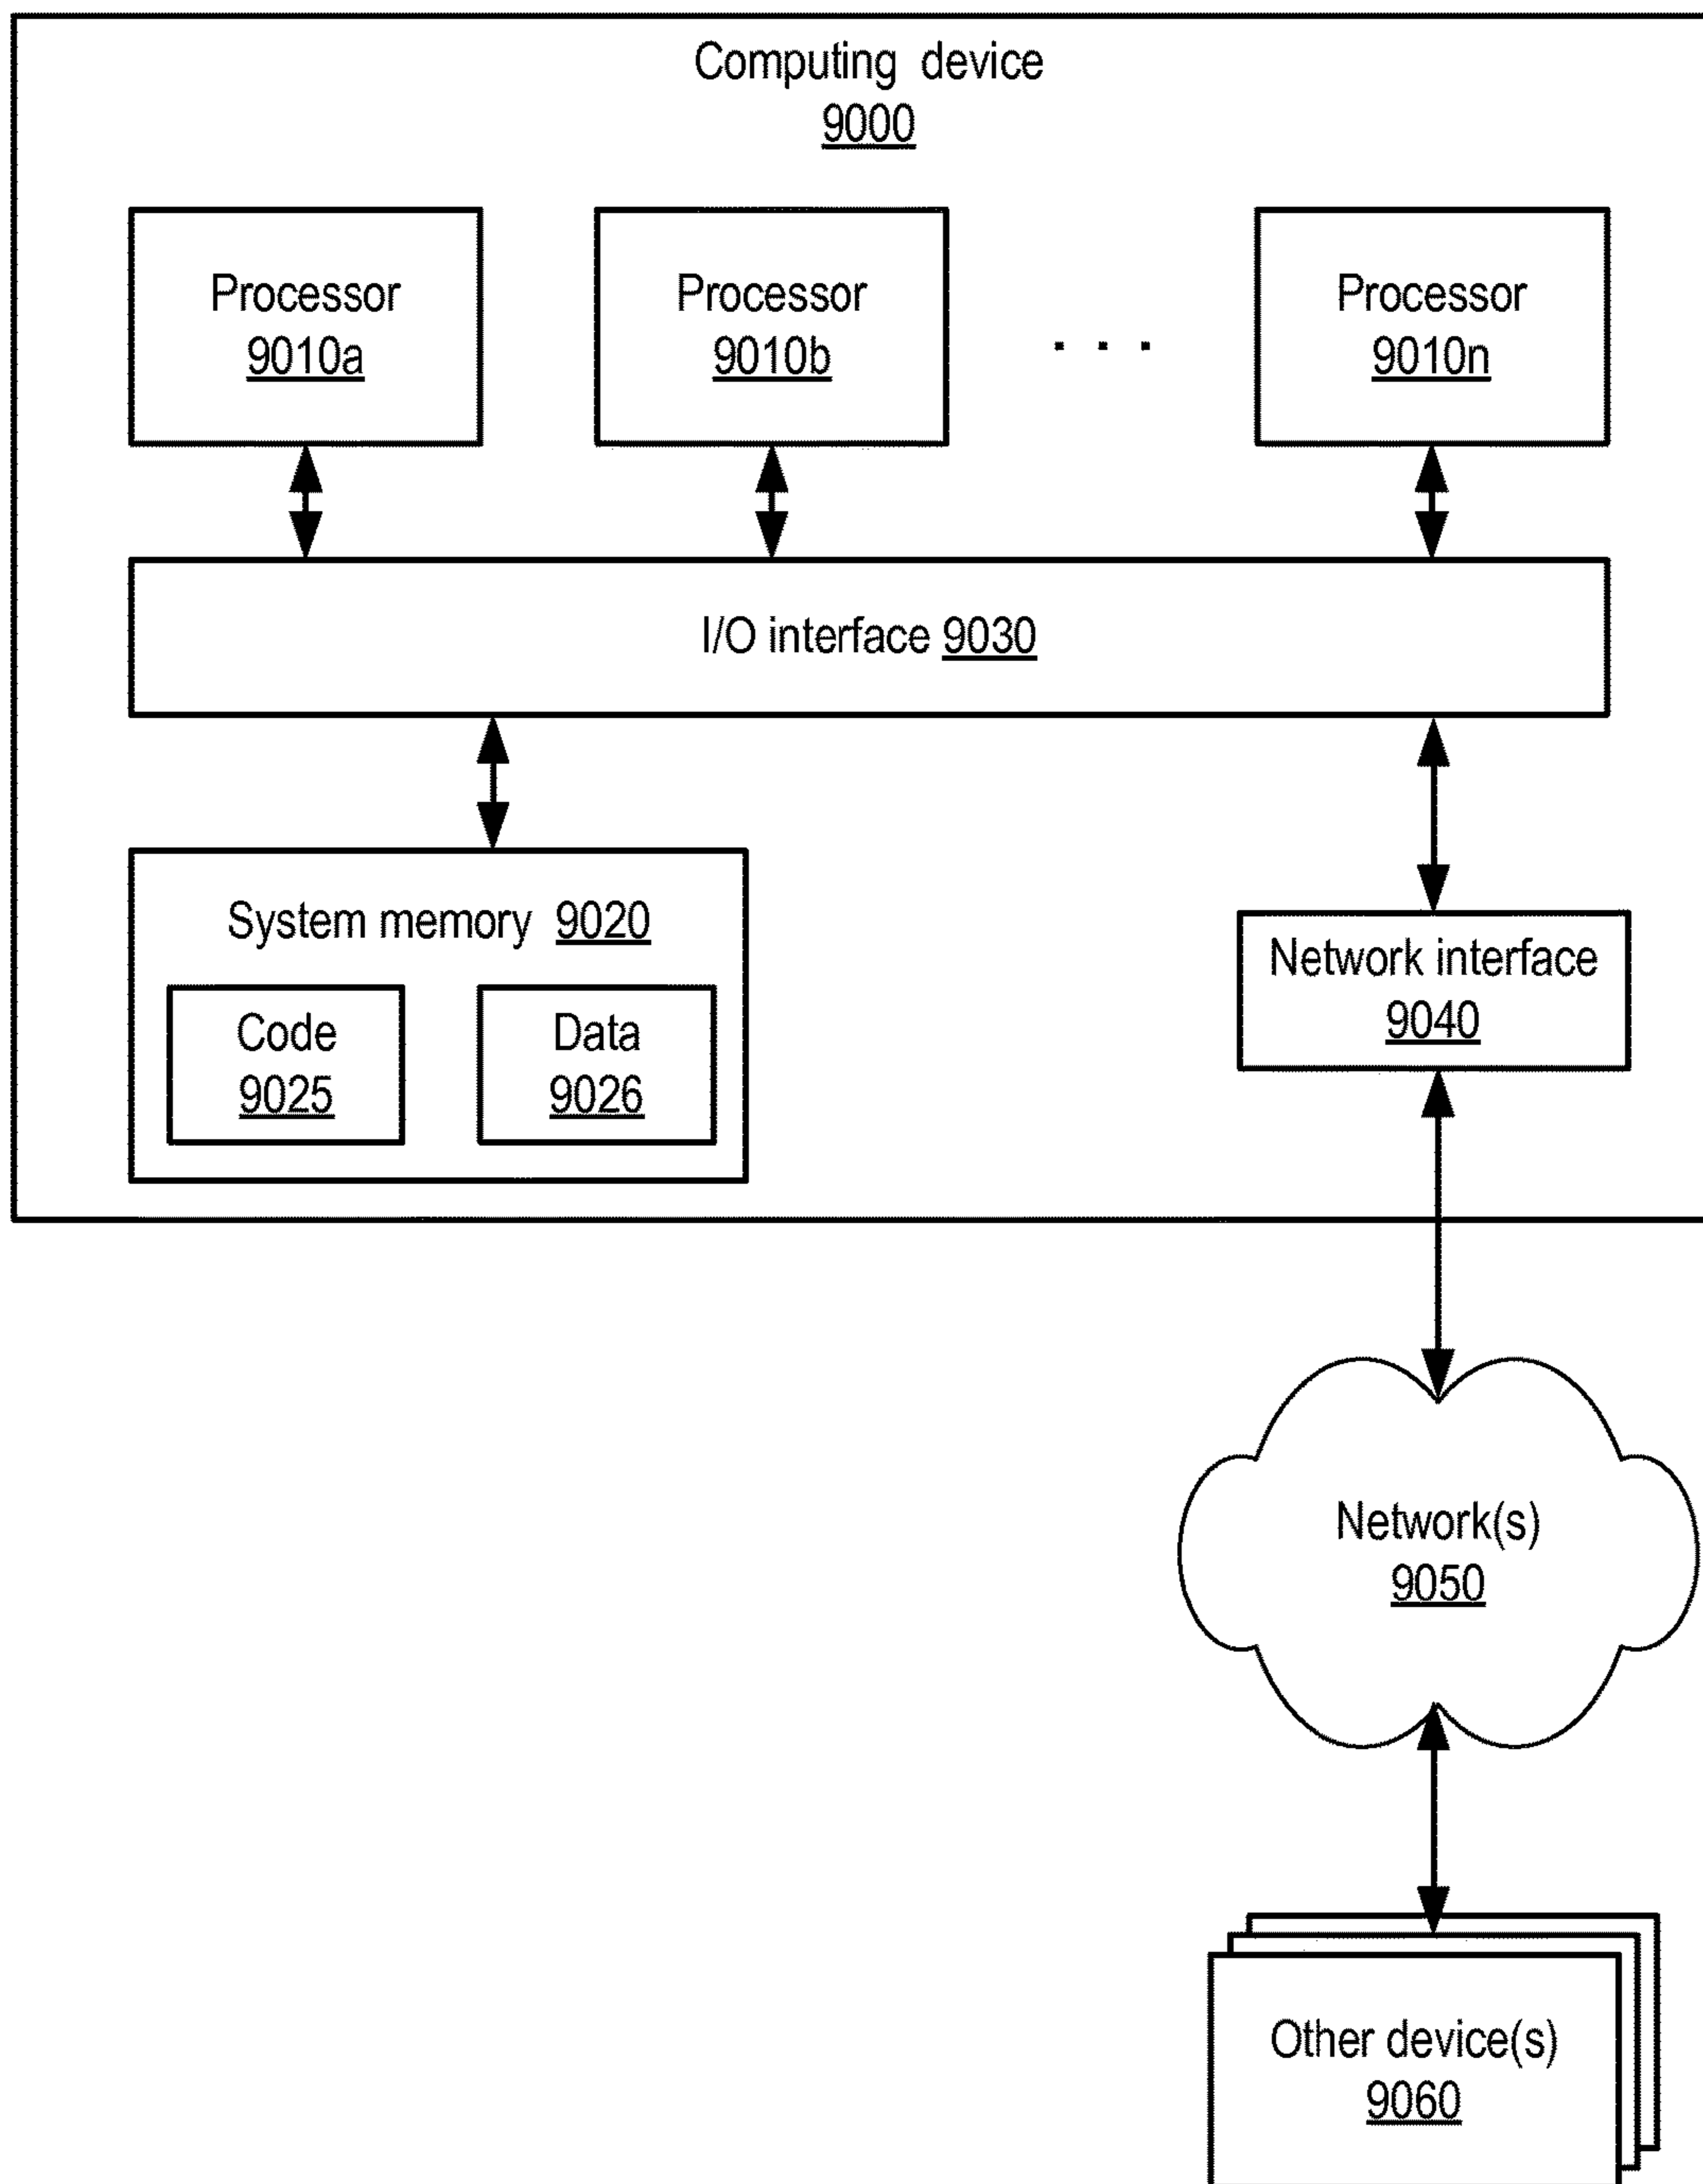 Computing device
9000
Processor
9010a
Processor
9010b
. . .
Processor
9010n
I/O interface 9030
System memory 9020
Code
9025
Data
9026
Network interface
9040
Network(s)
9050
Other device(s)
9060